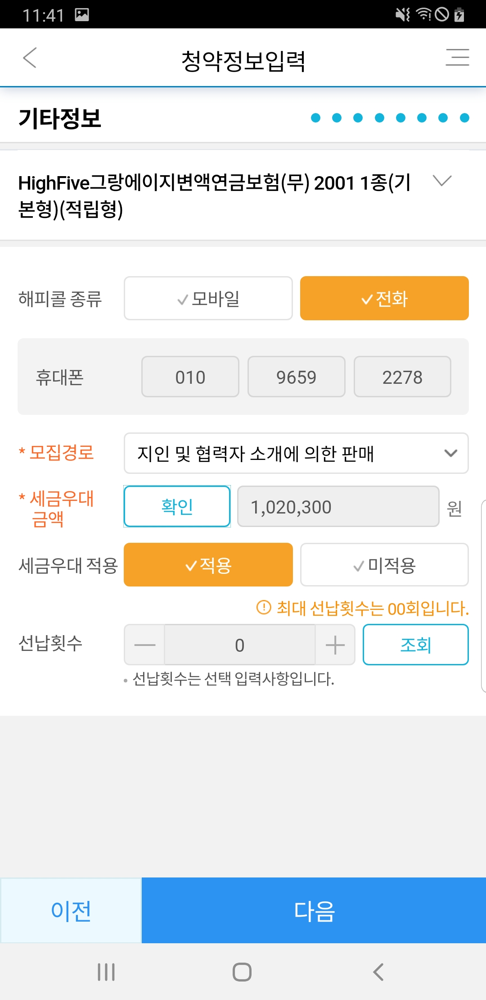 11:41
청약정보입력
기타정보
HighFive그랑에이지변액연금보험(무) 2001 1종(기
본형)(적립형)
해피콜 종류 모바일 전화
휴대폰 010 9659 2278
* 모집경로 지인 및 협력자 소개에 의한 판매
* 세금우대
금액 확인 1,020,300 원
세금우대 적용 적용 미적용
최대 선납횟수는 00회입니다.
선납횟수 0 조회
선납횟수는 선택 입력사항입니다.
이전 다음